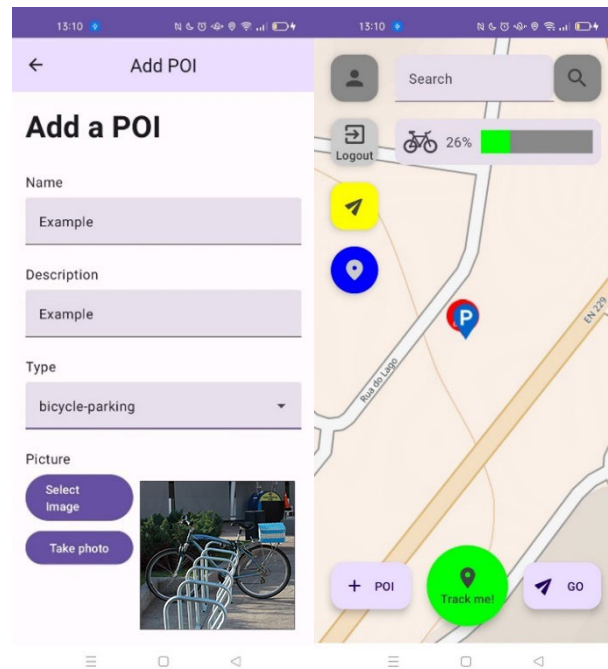 13:10
Add POI
Add a POI
Name
Example
Description
Example
Type
bicycle-parking
Picture
Select
Image
Take photo
13:10
Search
Logout
26%
P
EN 229
Rua do Lago
+ POI
Track me!
GO